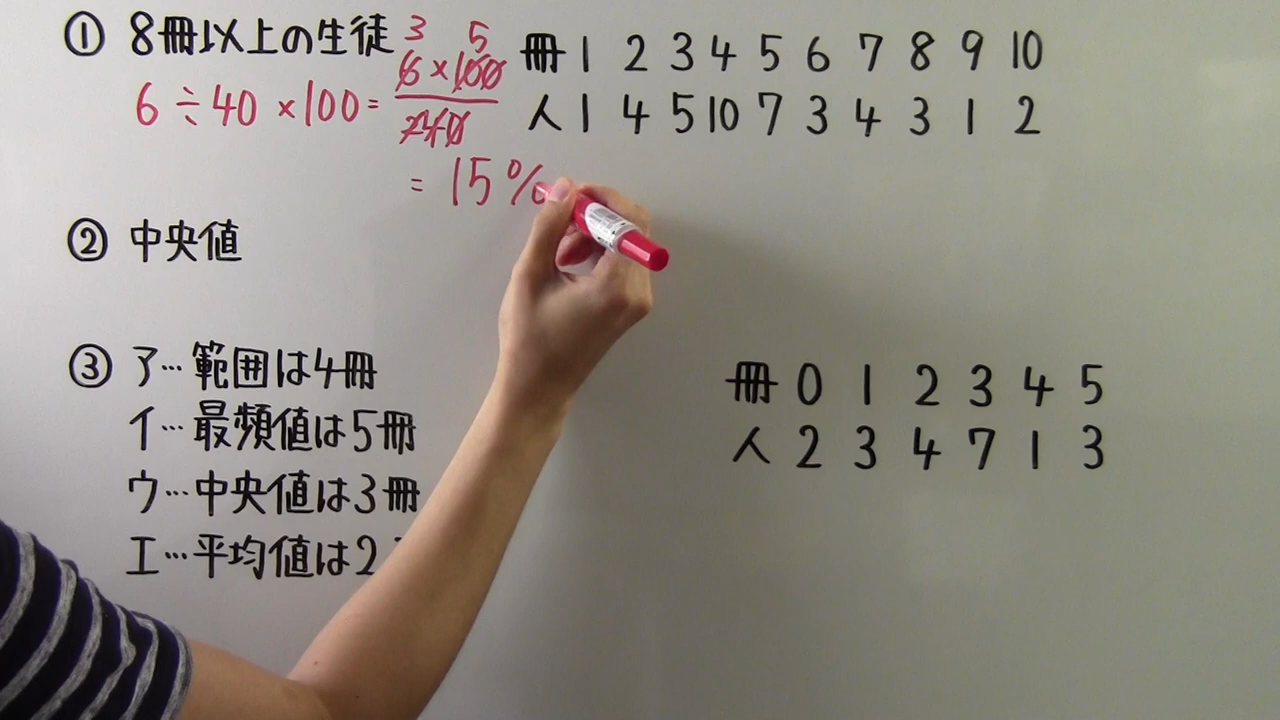 ① 8冊以上の生徒
6÷40×100= 6×100/40
3 5
2
= 15%
冊 1 2 3 4 5 6 7 8 9 10
人 1 4 5 10 7 3 4 3 1 2
② 中央値
③ ア…範囲は4冊
イ…最頻値は5冊
ウ…中央値は3冊
エ…平均値は2
冊 0 1 2 3 4 5
人 2 3 4 7 1 3